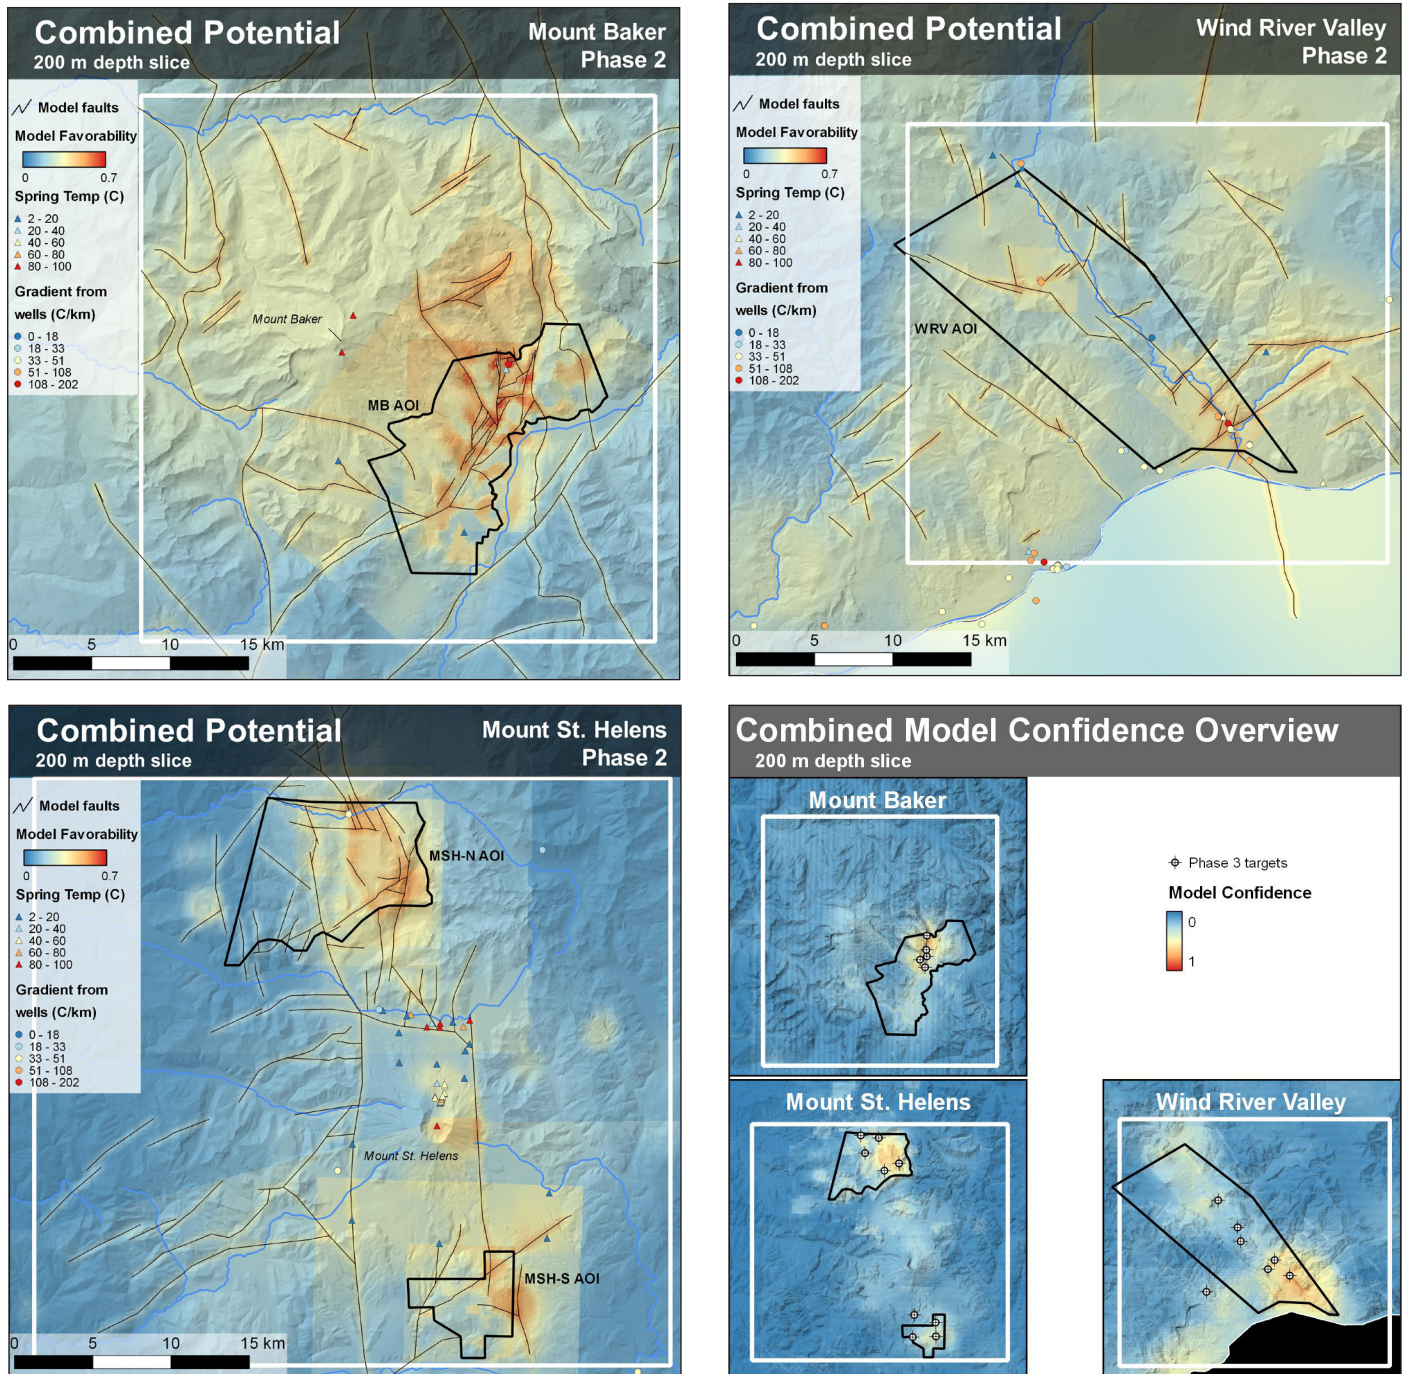 Combined Potential
200 m depth slice
Mount Baker
Phase 2
Model faults
Model Favorability
0 0.7
Spring Temp (C)
2 - 20
20 - 40
40 - 60
60 - 80
80 - 100
Gradient from
wells (C/km)
0 - 18
18 - 33
33 - 51
51 - 108
108 - 202
Mount Baker
MB AOI
0 5 10 15 km
Combined Potential
200 m depth slice
Wind River Valley
Phase 2
Model faults
Model Favorability
0 0.7
Spring Temp (C)
2 - 20
20 - 40
40 - 60
60 - 80
80 - 100
Gradient from
wells (C/km)
0 - 18
18 - 33
33 - 51
51 - 108
108 - 202
WRV AOI
0 5 10 15 km
Combined Potential
200 m depth slice
Mount St. Helens
Phase 2
Model faults
Model Favorability
0 0.7
Spring Temp (C)
2 - 20
20 - 40
40 - 60
60 - 80
80 - 100
Gradient from
wells (C/km)
0 - 18
18 - 33
33 - 51
51 - 108
108 - 202
MSH-N AOI
Mount St. Helens
MSH-S AOI
0 5 10 15 km
Combined Model Confidence Overview
200 m depth slice
Mount Baker
Phase 3 targets
Model Confidence
0
1
Mount St. Helens
Wind River Valley